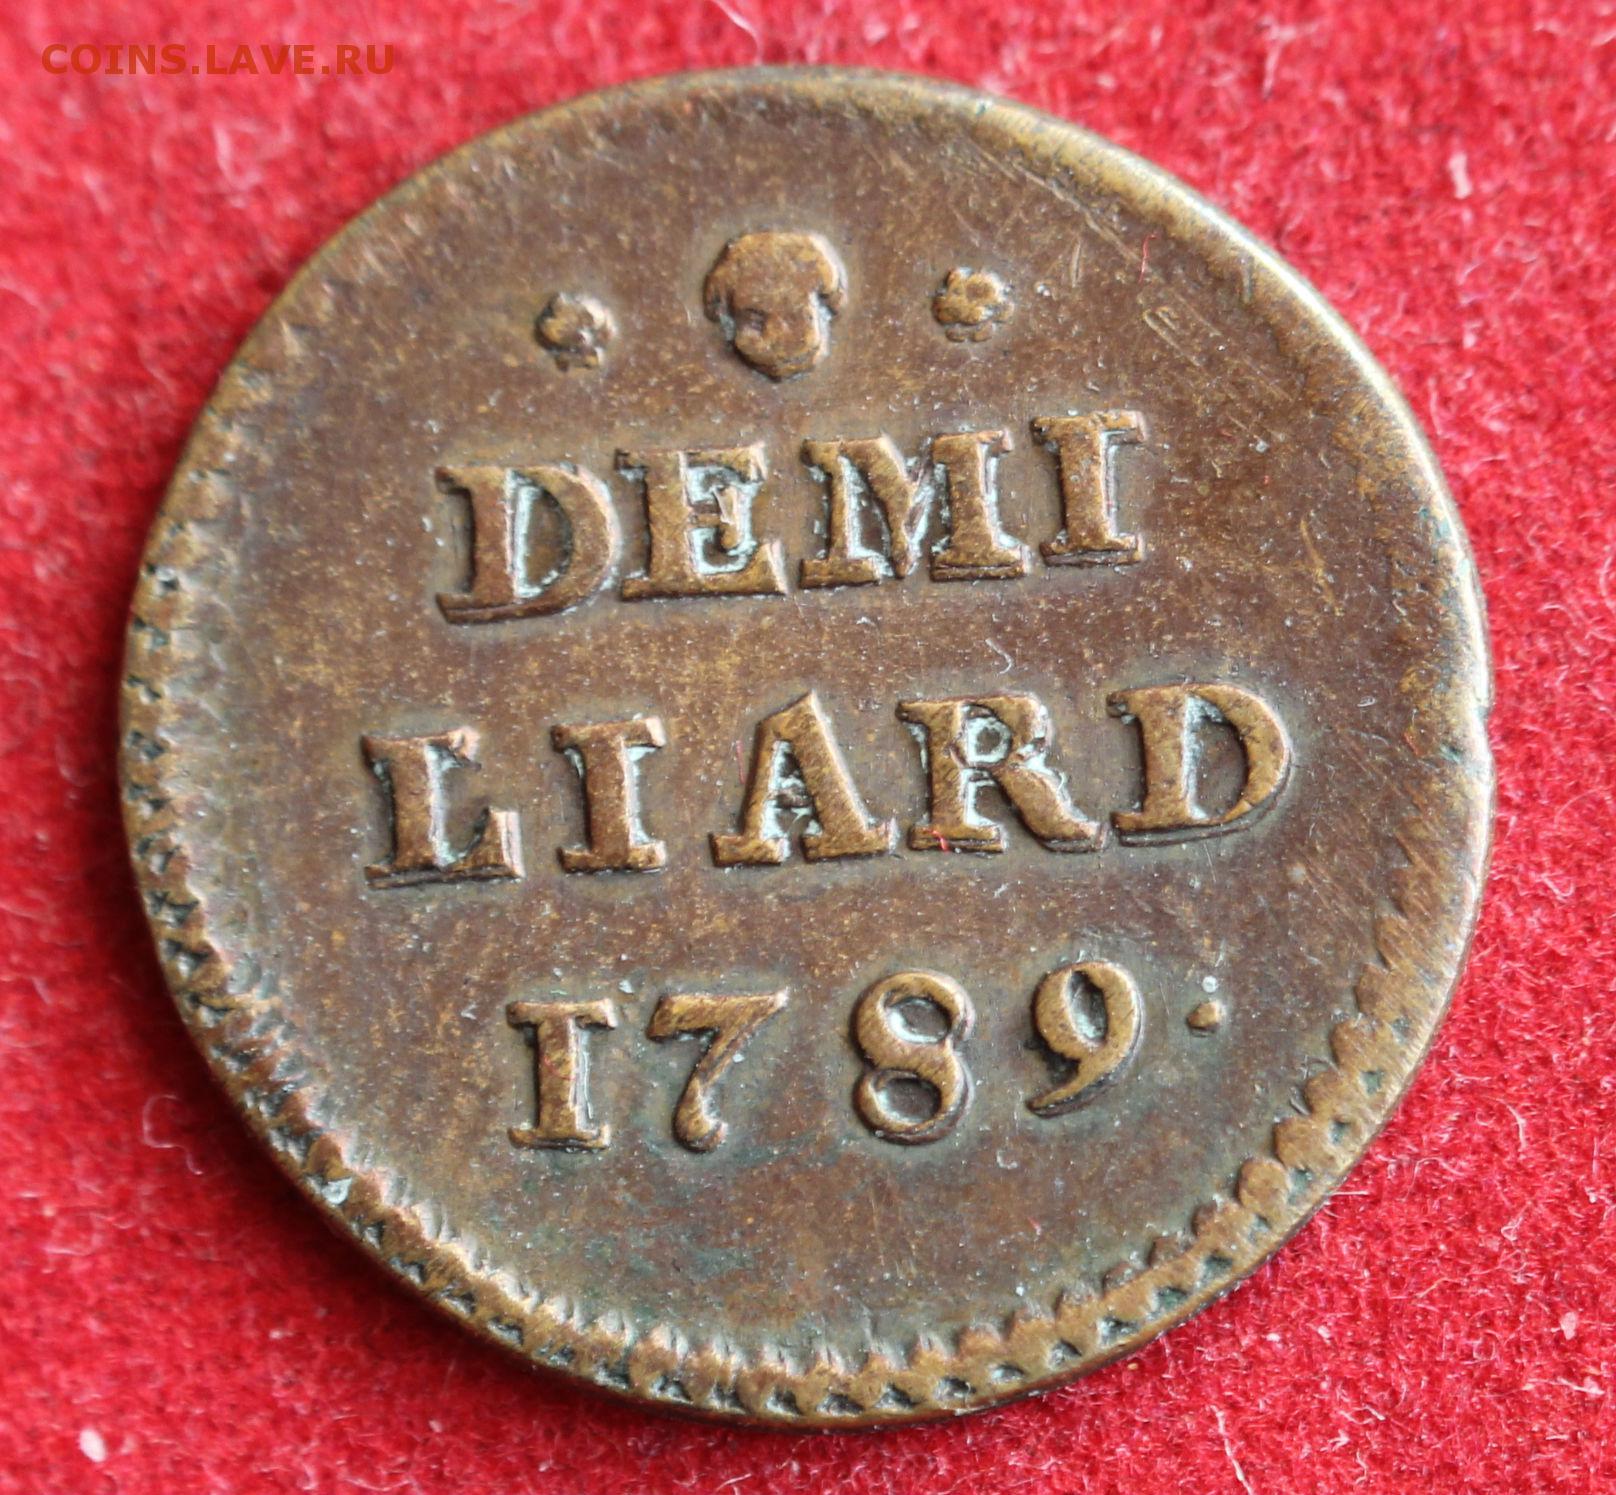 COINS.LAVE.RU
DEMI
LIARD
1789.